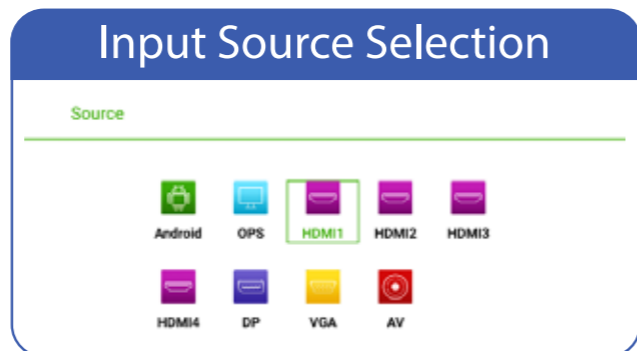 Input Source Selection
Source
Android OPS HDMI1 HDMI2 HDMI3
HDMI4 DP VGA AV